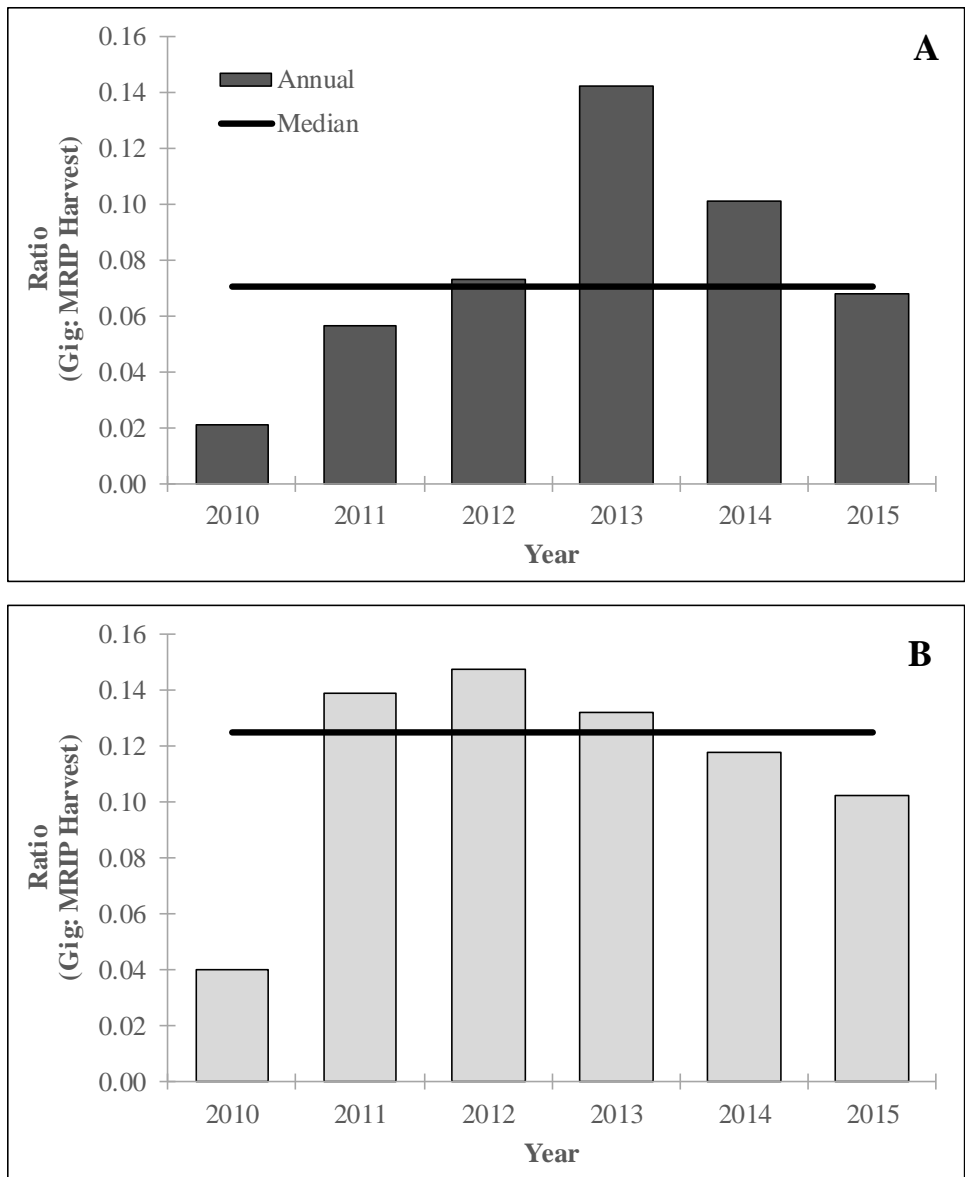 A
0.16
0.14
0.12
0.10
0.08
0.06
0.04
0.02
0.00
Annual
Median
Ratio
(Gig: MRIP Harvest)
2010 2011 2012 2013 2014 2015
Year
B
0.16
0.14
0.12
0.10
0.08
0.06
0.04
0.02
0.00
Ratio
(Gig: MRIP Harvest)
2010 2011 2012 2013 2014 2015
Year